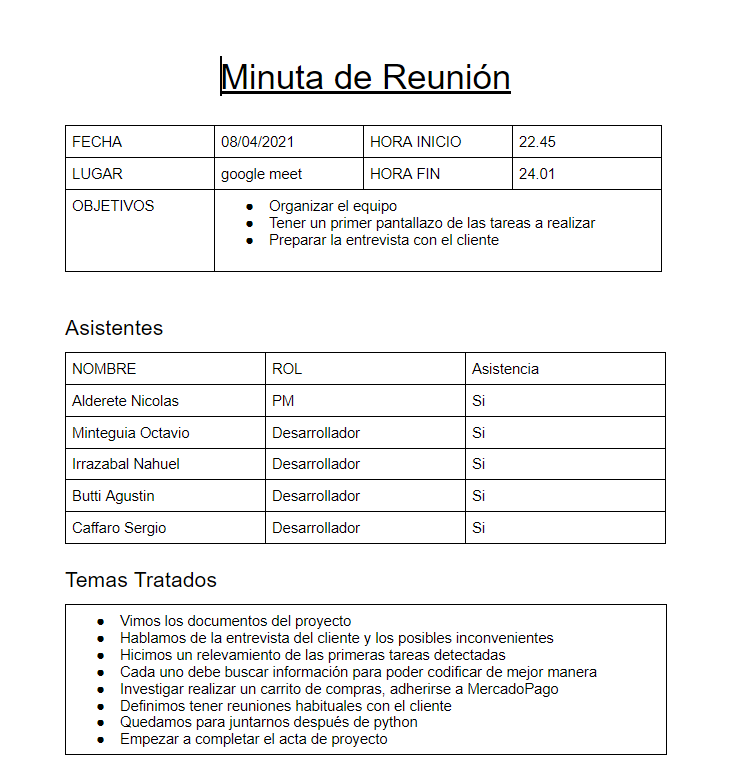 Minuta de Reunión
FECHA 08/04/2021 HORA INICIO 22.45
LUGAR google meet HORA FIN 24.01
OBJETIVOS ● Organizar el equipo
● Tener un primer pantallazo de las tareas a realizar
● Preparar la entrevista con el cliente
Asistentes
NOMBRE ROL Asistencia
Alderete Nicolas PM Si
Minteguia Octavio Desarrollador Si
Irrazabal Nahuel Desarrollador Si
Butti Agustin Desarrollador Si
Caffaro Sergio Desarrollador Si
Temas Tratados
● Vimos los documentos del proyecto
● Hablamos de la entrevista del cliente y los posibles inconvenientes
● Hicimos un relevamiento de las primeras tareas detectadas
● Cada uno debe buscar información para poder codificar de mejor manera
● Investigar realizar un carrito de compras, adherirse a MercadoPago
● Definimos tener reuniones habituales con el cliente
● Quedamos para juntarnos después de python
● Empezar a completar el acta de proyecto